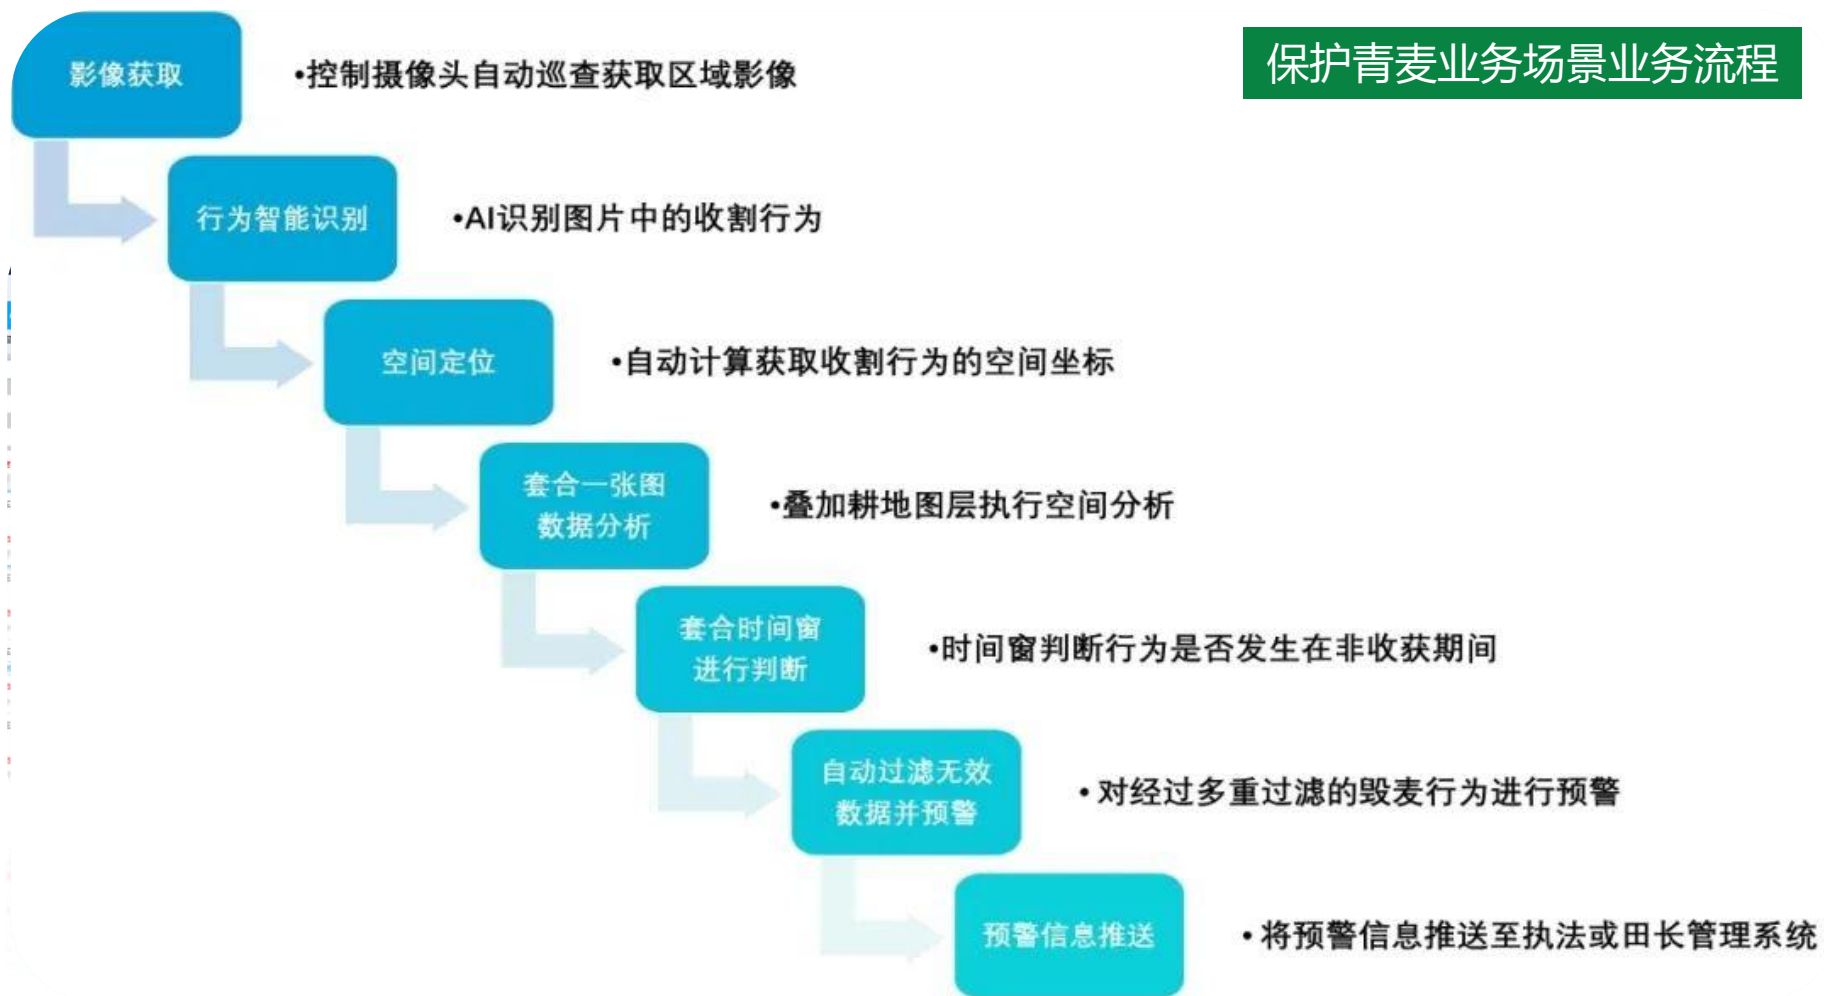 保护青麦业务场景业务流程
影像获取
•控制摄像头自动巡查获取区域影像
行为智能识别
•AI识别图片中的收割行为
空间定位
•自动计算获取收割行为的空间坐标
套合一张图
数据分析
•叠加耕地图层执行空间分析
套合时间窗
进行判断
•时间窗判断行为是否发生在非收获期间
自动过滤无效
数据并预警
•对经过多重过滤的毁麦行为进行预警
预警信息推送
•将预警信息推送至执法或田长管理系统